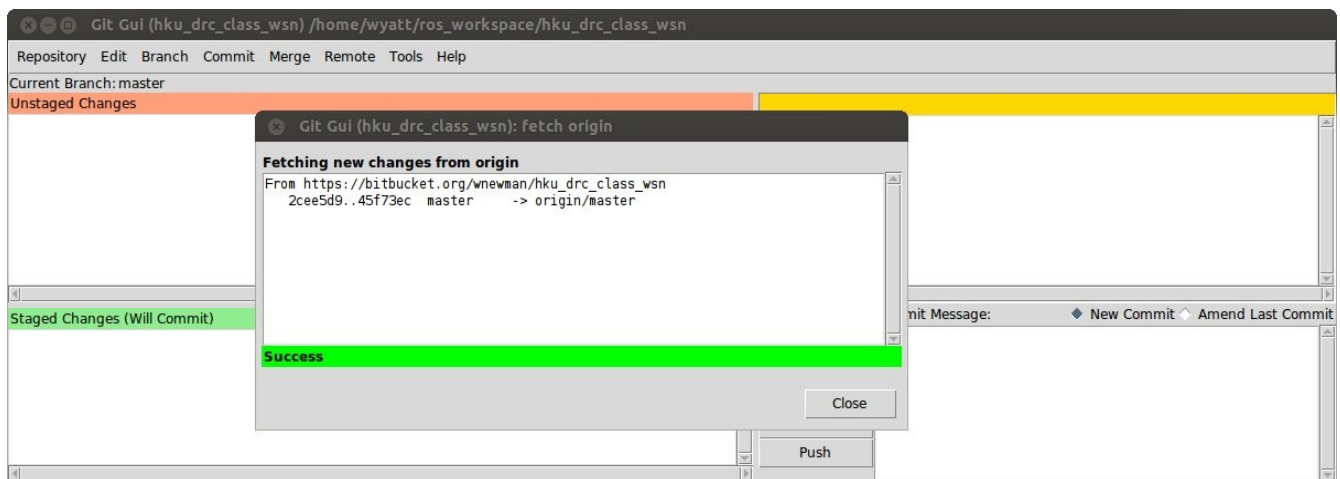 Git Gui (hku_drc_class_wsn) /home/wyatt/ros_workspace/hku_drc_class_wsn
Repository Edit Branch Commit Merge Remote Tools Help
Current Branch: master
Unstaged Changes
Git Gui (hku_drc_class_wsn): fetch origin
Fetching new changes from origin
From https://bitbucket.org/wnewman/hku_drc_class_wsn
2cee5d9..45f73ec master -> origin/master
Success
Close
Staged Changes (Will Commit)
mit Message: New Commit Amend Last Commit
Push